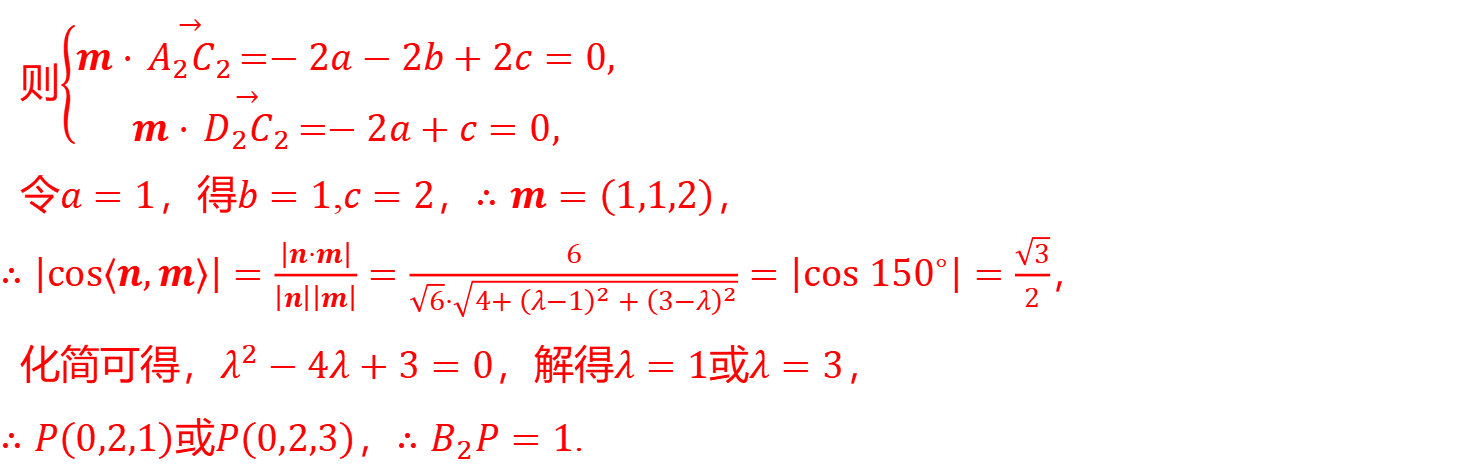 则{m · A₂C₂→ =− 2a − 2b + 2c = 0,
m · D₂C₂→ =− 2a + c = 0,
令a = 1，得b = 1,c = 2，∴ m = (1,1,2)，
∴ |cos⟨n, m⟩| = |n·m|/(|n||m|) = 6/(√6·√(4+ (λ−1)² + (3−λ)²)) = |cos 150°| = √3/2，
化简可得，λ² − 4λ + 3 = 0，解得λ = 1或λ = 3，
∴ P(0,2,1)或P(0,2,3)，∴ B₂P = 1.